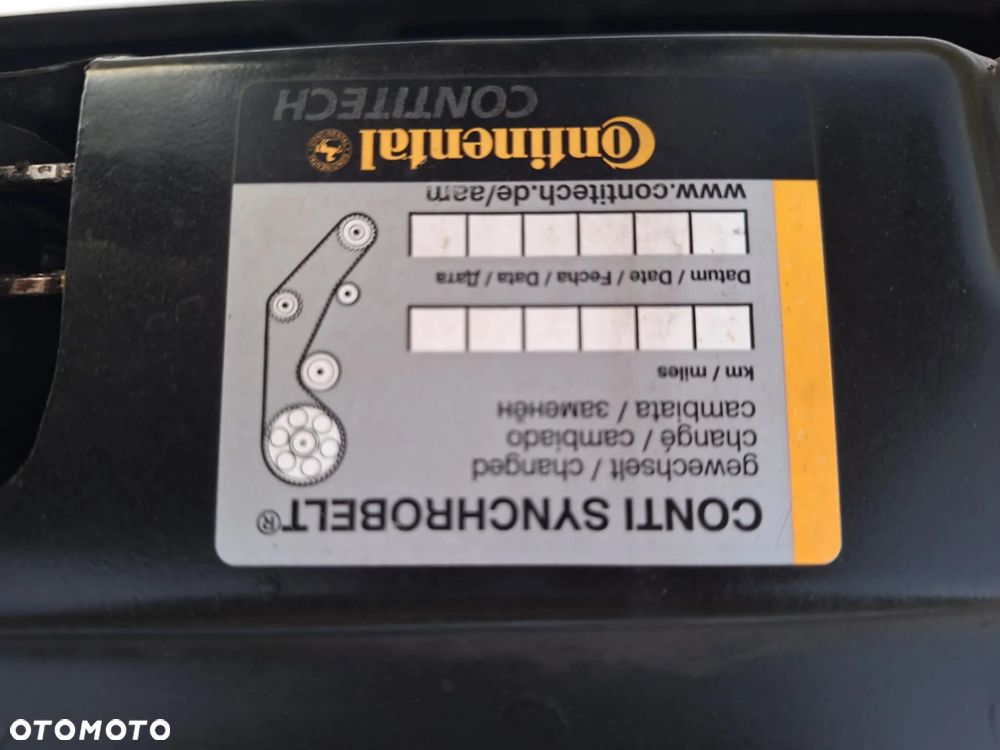 CONTI SYNCHROBELT®
gewechselt / changed
changé / cambiado
cambiata / заменён
km / miles
Datum / Date / Fecha / Data / Дата
www.contitech.de/aam
Continental
CONTITECH
OTOMOTO